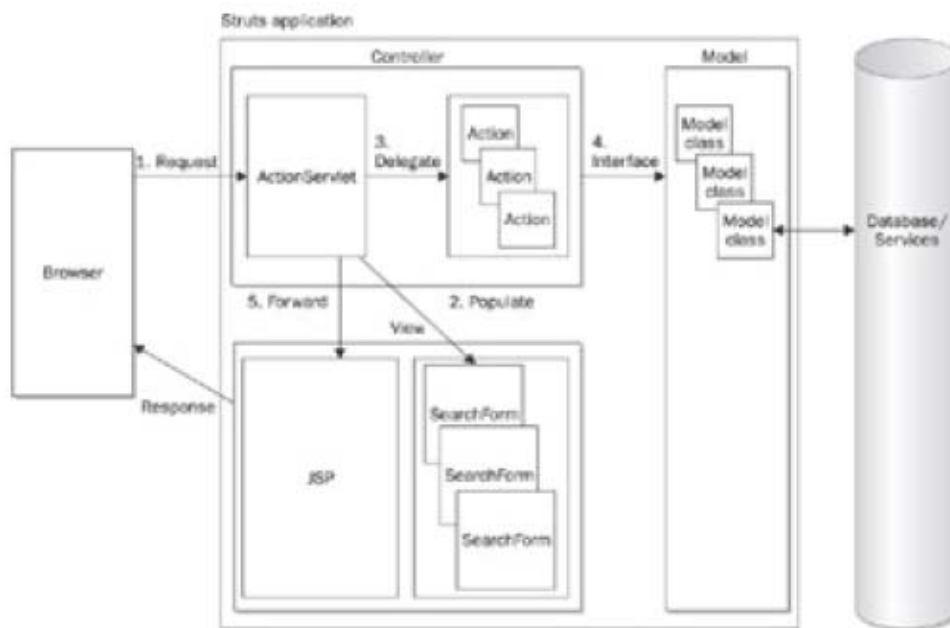 Struts application
Controller
Model
ActionServlet
Action
Action
Action
Model
class
Model
class
Model
class
1. Request
3.
Delegate
4.
Interface
Database/
Services
Browser
5. Forward
2. Populate
View
Response
JSP
SearchForm
SearchForm
SearchForm